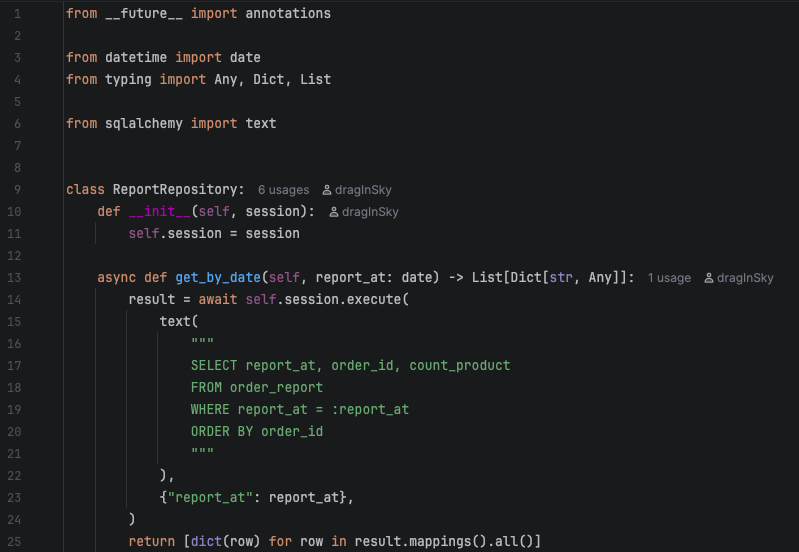 1 from __future__ import annotations
2
3 from datetime import date
4 from typing import Any, Dict, List
5
6 from sqlalchemy import text
7
8
9 class ReportRepository: 6 usages dragInSky
10 def __init__(self, session): dragInSky
11 self.session = session
12
13 async def get_by_date(self, report_at: date) -> List[Dict[str, Any]]: 1 usage dragInSky
14 result = await self.session.execute(
15 text(
16 """
17 SELECT report_at, order_id, count_product
18 FROM order_report
19 WHERE report_at = :report_at
20 ORDER BY order_id
21 """
22 ),
23 {"report_at": report_at},
24 )
25 return [dict(row) for row in result.mappings().all()]